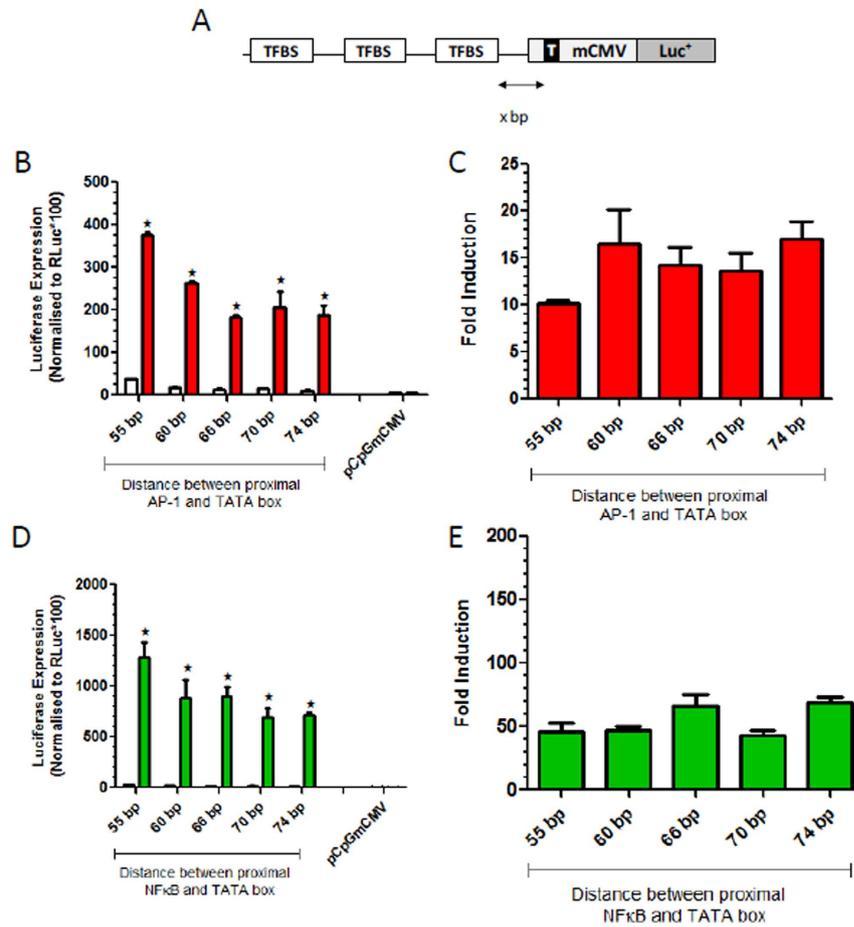 A
TFBS TFBS TFBS T mCMV Luc+
x bp
B
Luciferase Expression
(Normalised to RLuc*100)
500
400
300
200
100
0
55 bp 60 bp 66 bp 70 bp 74 bp pCpGmCMV
Distance between proximal
AP-1 and TATA box
C
Fold Induction
25
20
15
10
5
0
55 bp 60 bp 66 bp 70 bp 74 bp
Distance between proximal
AP-1 and TATA box
D
Luciferase Expression
(Normalised to RLuc*100)
2000
1500
1000
500
0
55 bp 60 bp 66 bp 70 bp 74 bp pCpGmCMV
Distance between proximal
NFκB and TATA box
E
Fold Induction
200
150
100
50
0
55 bp 60 bp 66 bp 70 bp 74 bp
Distance between proximal
NFκB and TATA box